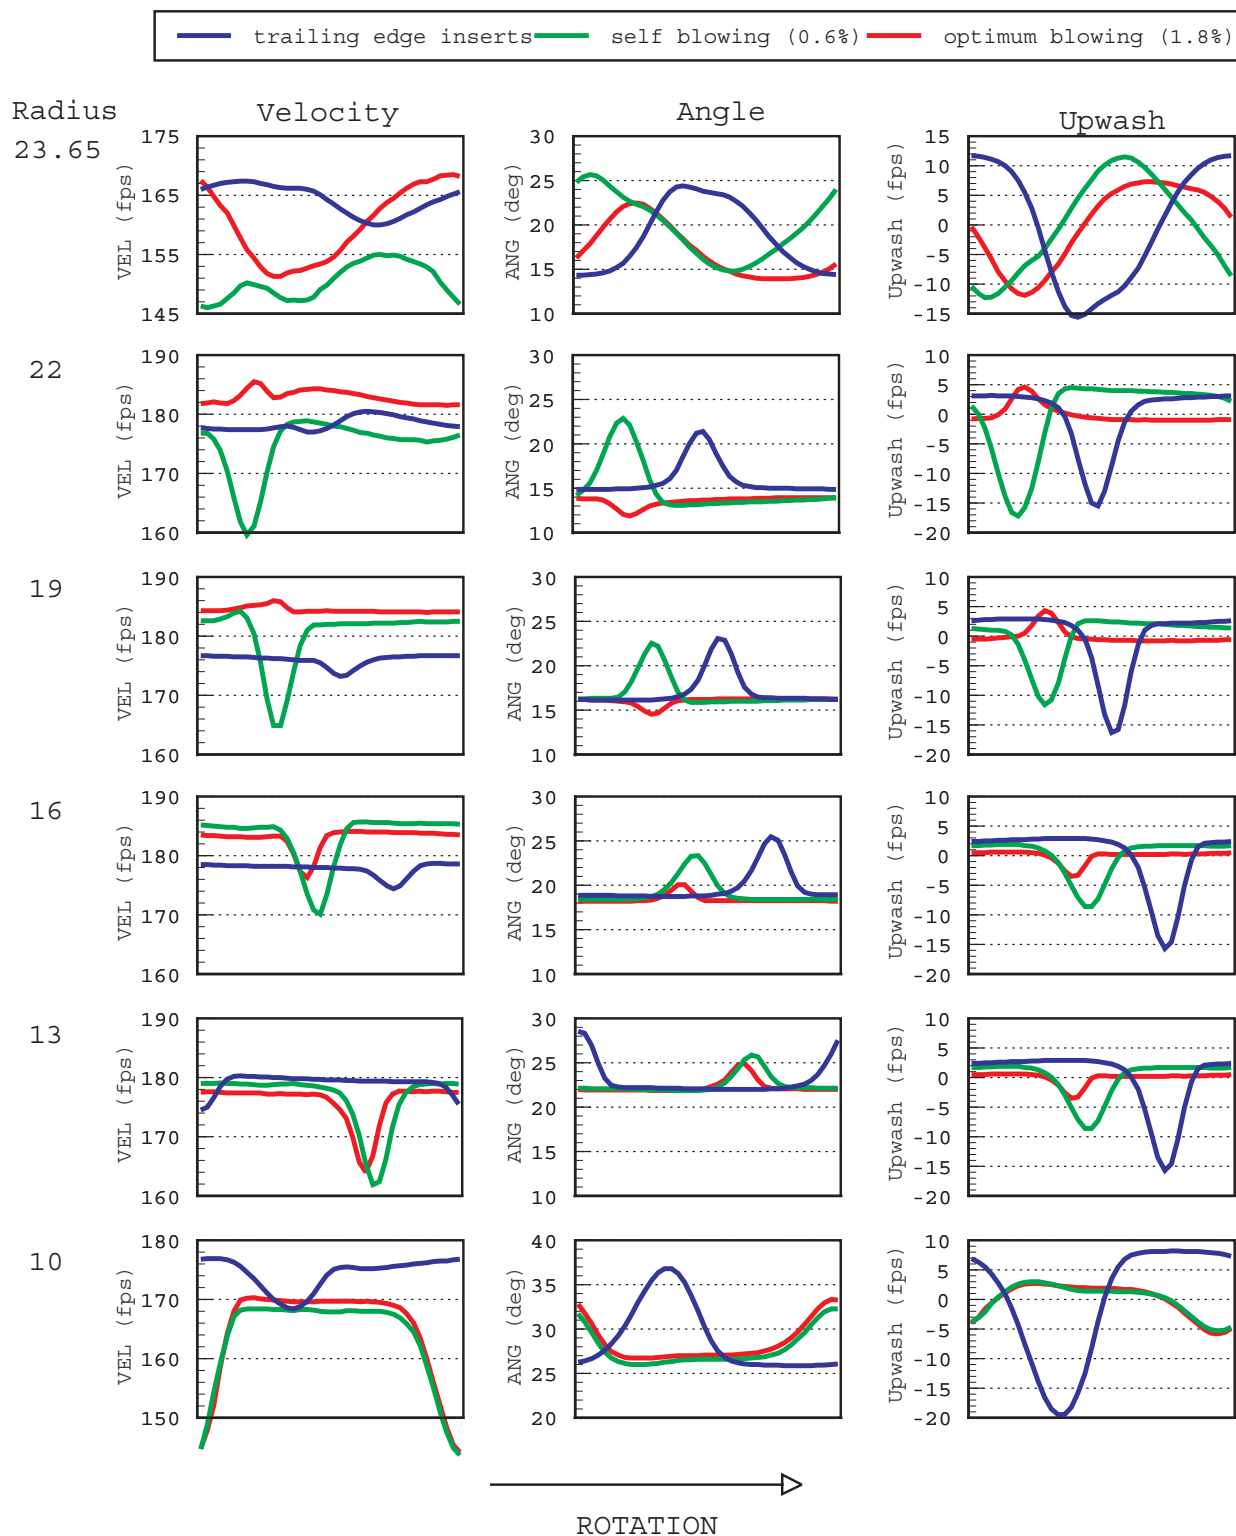 trailing edge inserts self blowing (0.6%) optimum blowing (1.8%)
Radius Velocity Angle Upwash
23.65
VEL (fps) 175 165 155 145
ANG (deg) 30 25 20 15 10
Upwash (fps) 15 10 5 0 -5 -10 -15
22
VEL (fps) 190 180 170 160
ANG (deg) 30 25 20 15 10
Upwash (fps) 10 5 0 -5 -10 -15 -20
19
VEL (fps) 190 180 170 160
ANG (deg) 30 25 20 15 10
Upwash (fps) 10 5 0 -5 -10 -15 -20
16
VEL (fps) 190 180 170 160
ANG (deg) 30 25 20 15 10
Upwash (fps) 10 5 0 -5 -10 -15 -20
13
VEL (fps) 190 180 170 160
ANG (deg) 30 25 20 15 10
Upwash (fps) 10 5 0 -5 -10 -15 -20
10
VEL (fps) 180 170 160 150
ANG (deg) 40 35 30 25 20
Upwash (fps) 10 5 0 -5 -10 -15 -20
ROTATION